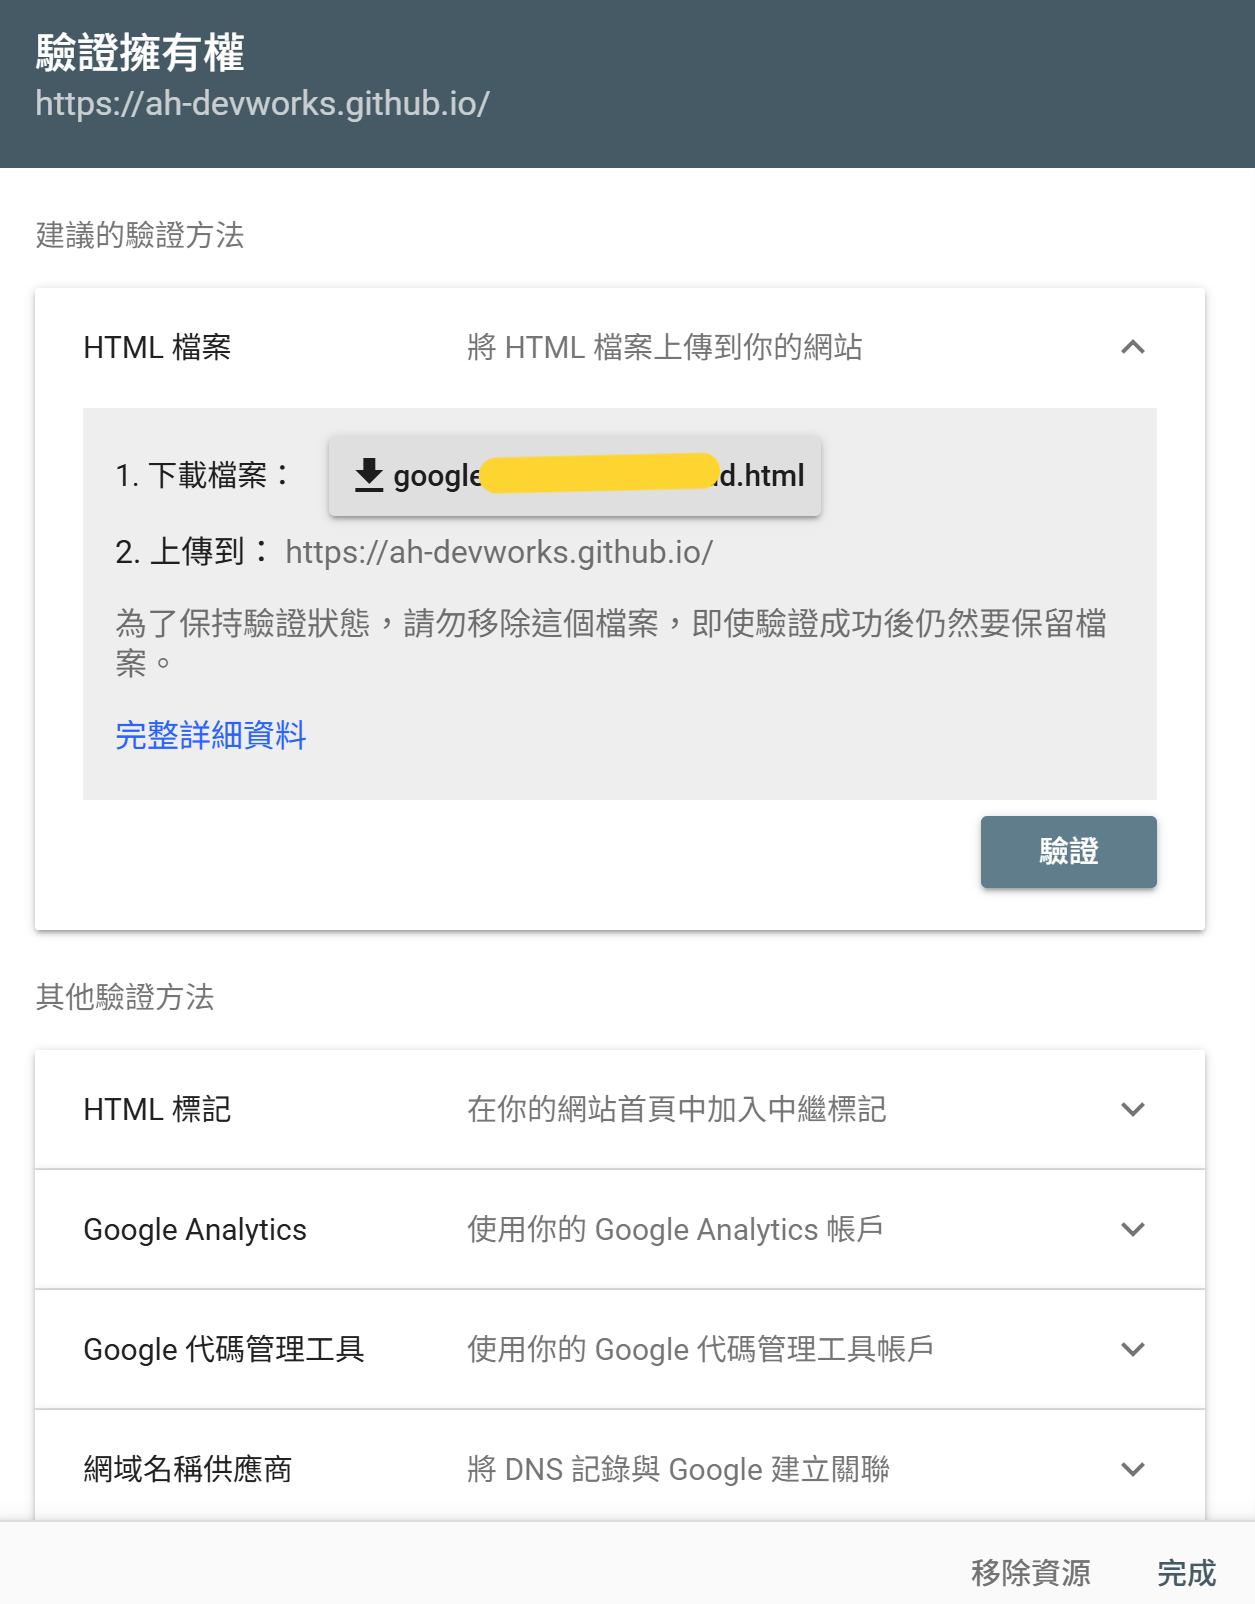 驗證擁有權
https://ah-devworks.github.io/
建議的驗證方法
HTML 檔案 將 HTML 檔案上傳到你的網站
1. 下載檔案： google d.html
2. 上傳到： https://ah-devworks.github.io/
為了保持驗證狀態，請勿移除這個檔案，即使驗證成功後仍然要保留檔
案。
完整詳細資料
驗證
其他驗證方法
HTML 標記 在你的網站首頁中加入中繼標記
Google Analytics 使用你的 Google Analytics 帳戶
Google 代碼管理工具 使用你的 Google 代碼管理工具帳戶
網域名稱供應商 將 DNS 記錄與 Google 建立關聯
移除資源 完成